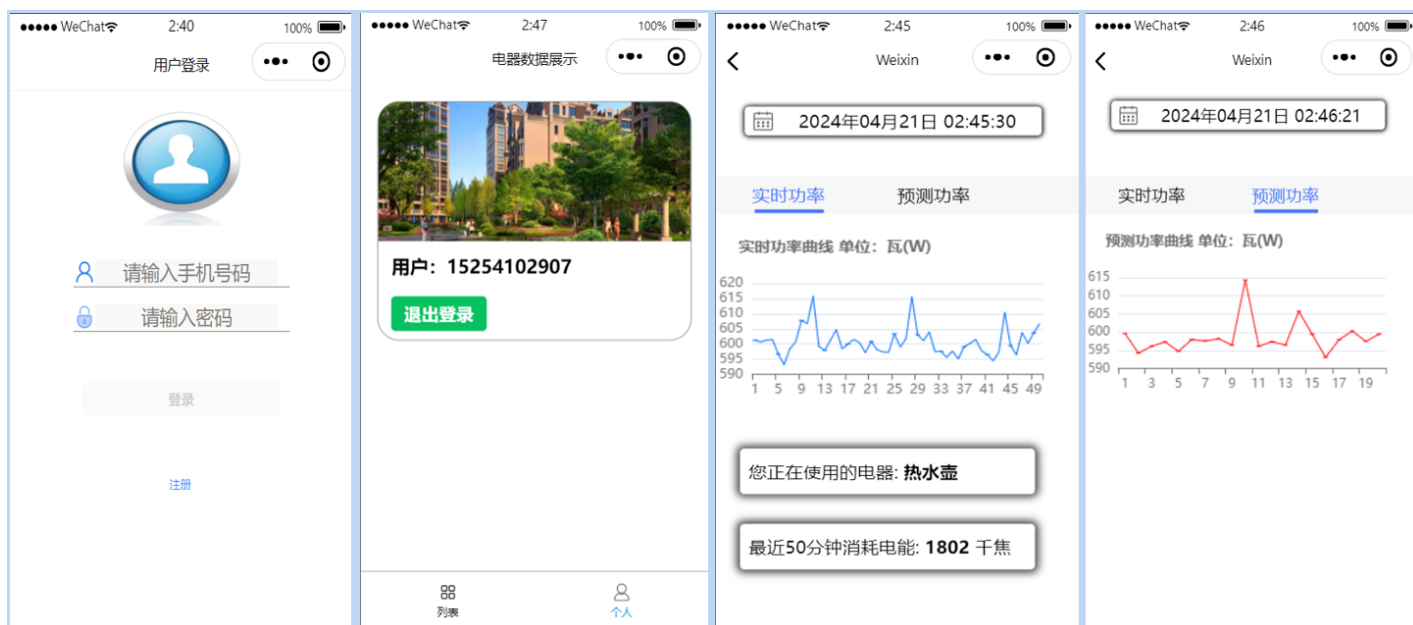 WeChat 2:40 100%
用户登录
请输入手机号码
请输入密码
登录
注册
WeChat 2:47 100%
电器数据展示
用户：15254102907
退出登录
列表 个人
WeChat 2:45 100%
Weixin
2024年04月21日 02:45:30
实时功率 预测功率
实时功率曲线 单位：瓦(W)
620
615
610
605
600
595
590
1 5 9 13 17 21 25 29 33 37 41 45 49
您正在使用的电器: 热水壶
最近50分钟消耗电能: 1802 千焦
WeChat 2:46 100%
Weixin
2024年04月21日 02:46:21
实时功率 预测功率
预测功率曲线 单位：瓦(W)
615
610
605
600
595
590
1 3 5 7 9 11 13 15 17 19